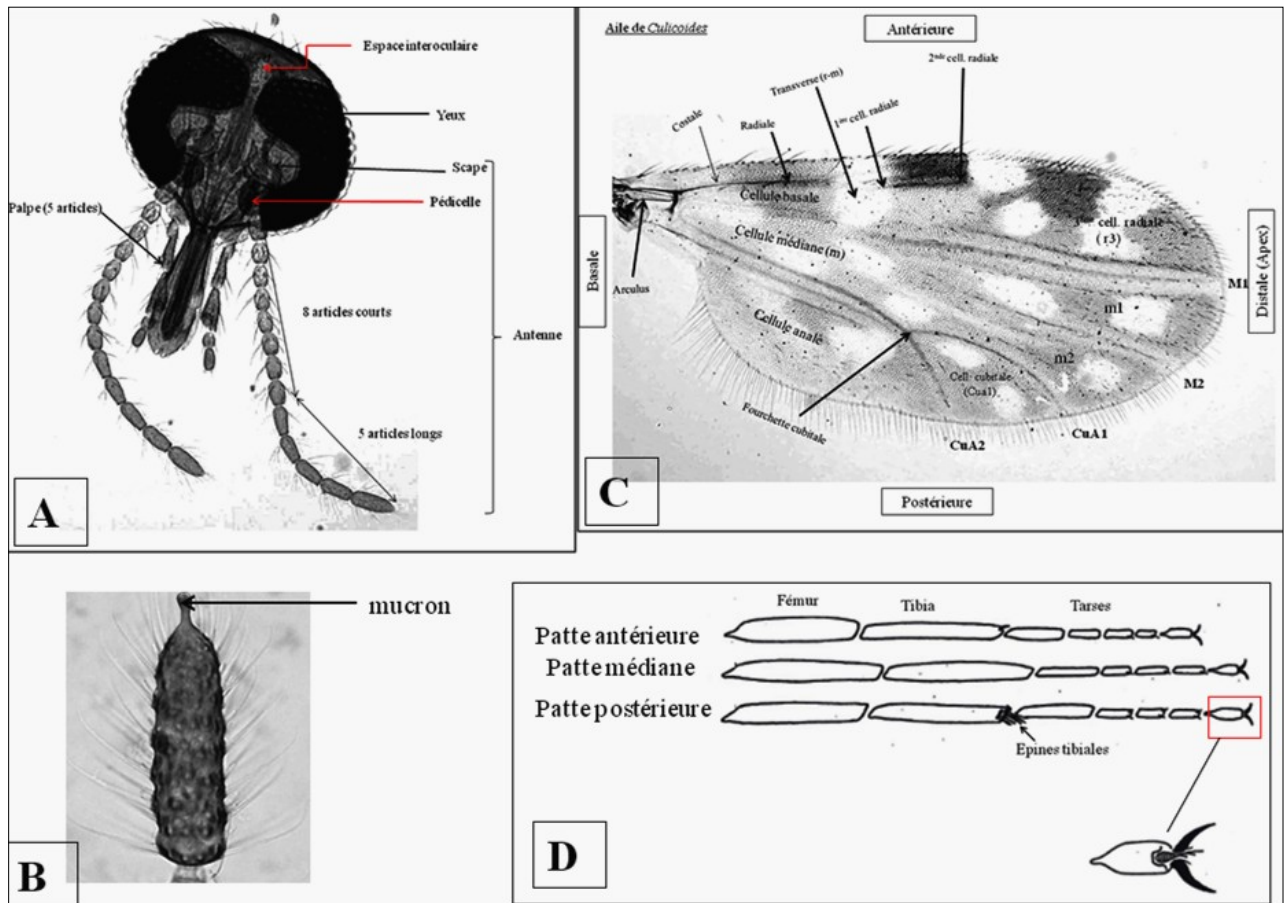 Espace interoculaire
Yeux
Scape
Pédicelle
Palpe (5 articles)
8 articles courts
Antenne
5 articles longs
A
Aile de Culicoides
Antérieure
2nde cell. radiale
Transverse (r-m)
1ère cell. radiale
Costale
Radiale
Cellule basale
cell. radiale
(r3)
Cellule médiane (m)
Basale
Distale (Apex)
Arculus
M1
m1
Cellule anale
m2
Cell. cubitale
(Cua1)
M2
Fourchette cubitale
CuA1
CuA2
C
Postérieure
mucron
B
Fémur
Tibia
Tarses
Patte antérieure
Patte médiane
Patte postérieure
Epines tibiales
D